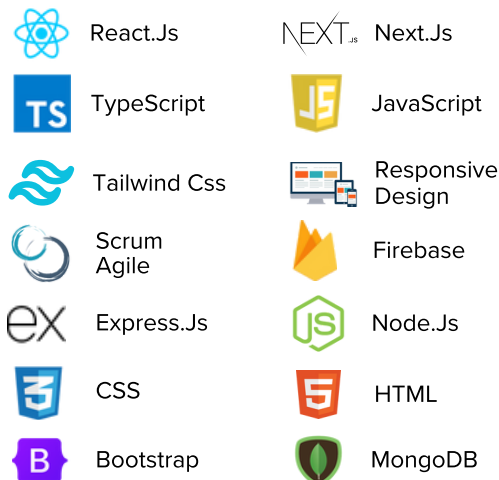 React.Js
NEXT.JS Next.Js
TS TypeScript
JS JavaScript
Tailwind Css
Responsive
Design
Scrum
Agile
Firebase
ex Express.Js
JS Node.Js
3 CSS
5 HTML
B Bootstrap
MongoDB